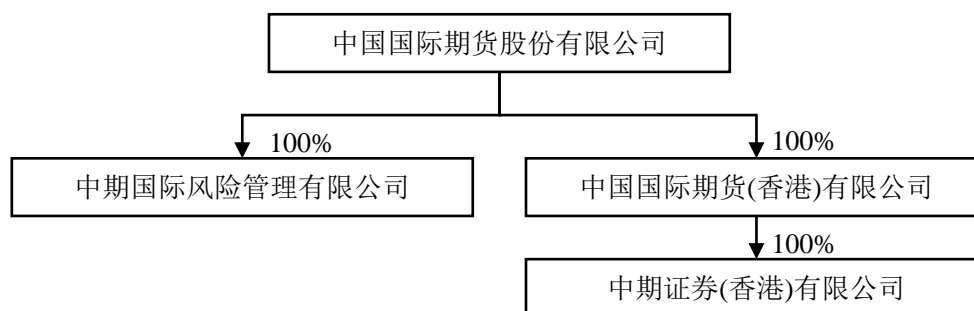 中国国际期货股份有限公司
100%
100%
中期国际风险管理有限公司
中国国际期货(香港)有限公司
100%
中期证券(香港)有限公司